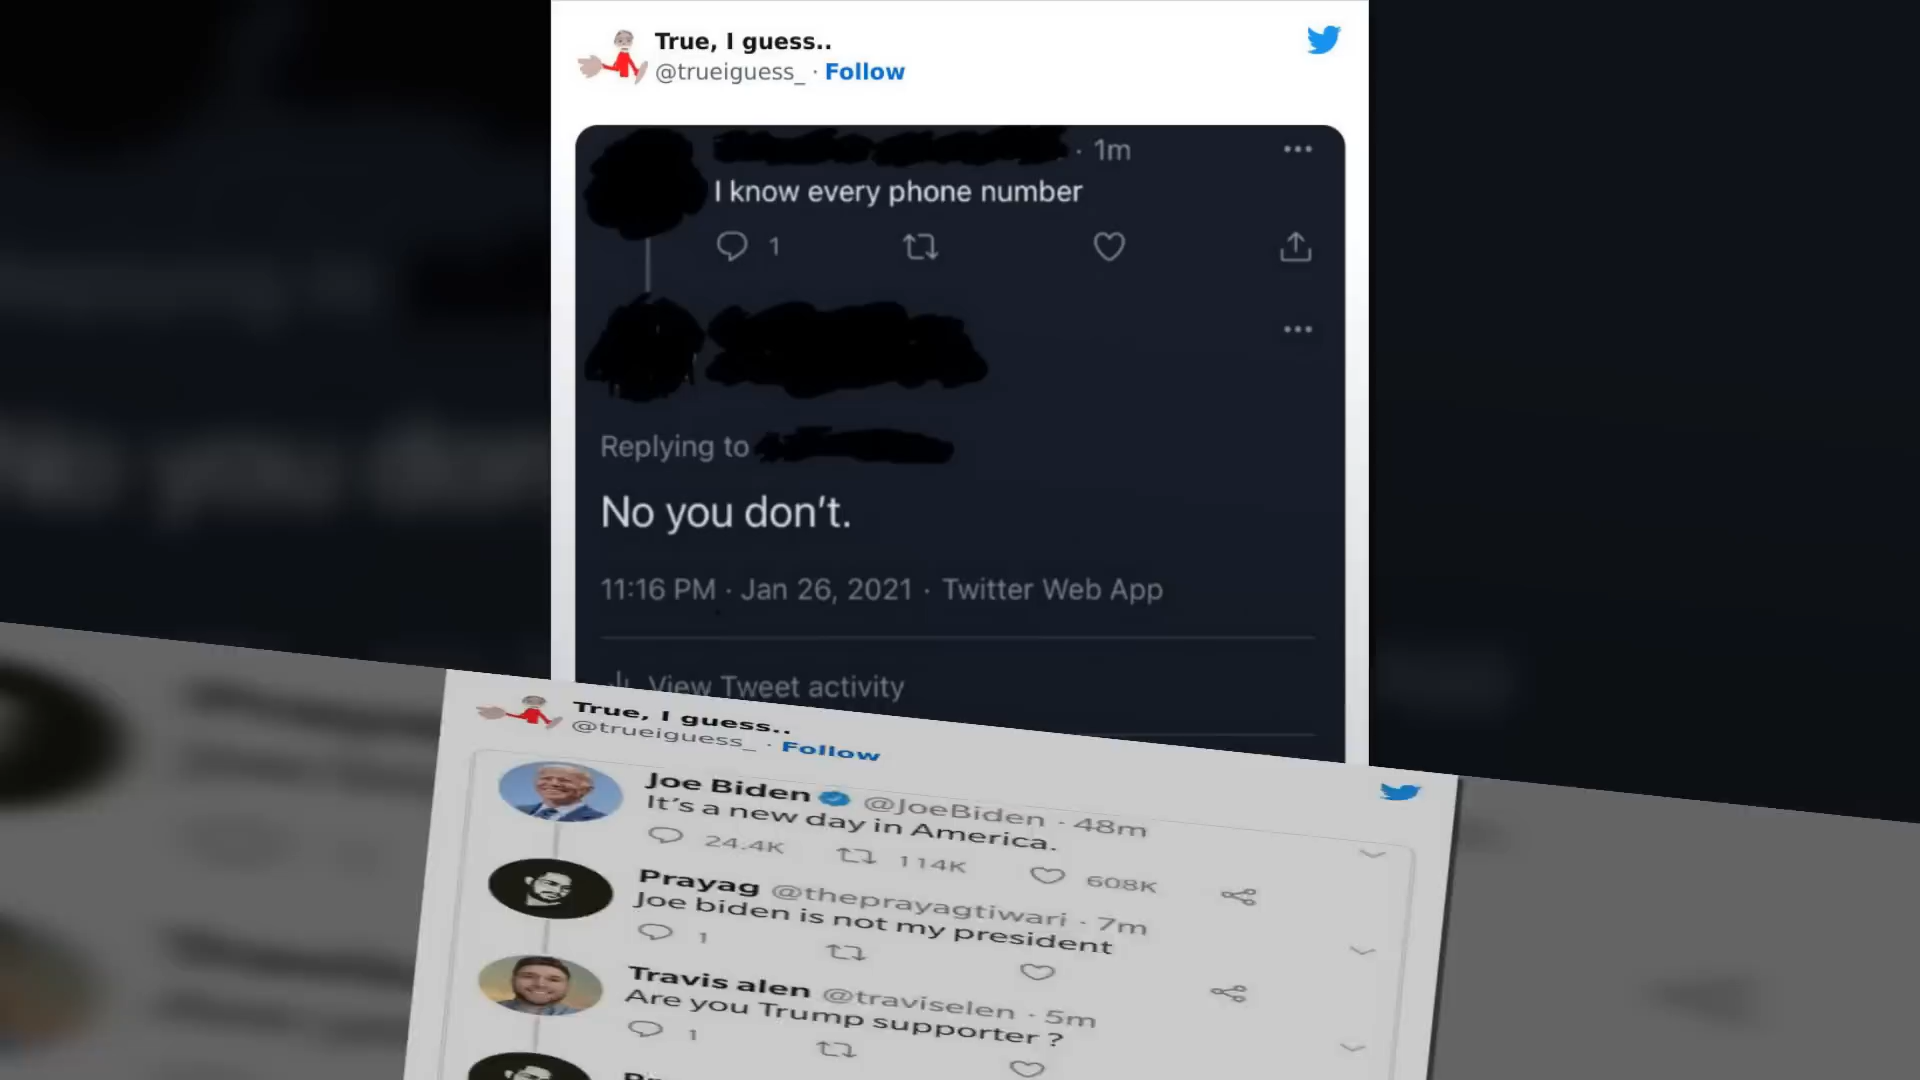 True, I guess..
@trueiguess_ · Follow
· 1m
I know every phone number
1
Replying to
No you don't.
11:16 PM · Jan 26, 2021 · Twitter Web App
View Tweet activity
True, I guess..
@trueiguess_ · Follow
Joe Biden @JoeBiden · 48m
It's a new day in America.
24.4K 114K 608K
Prayag @theprayagtiwari · 7m
Joe biden is not my president
1
Travis alen @traviselen · 5m
Are you Trump supporter ?
1